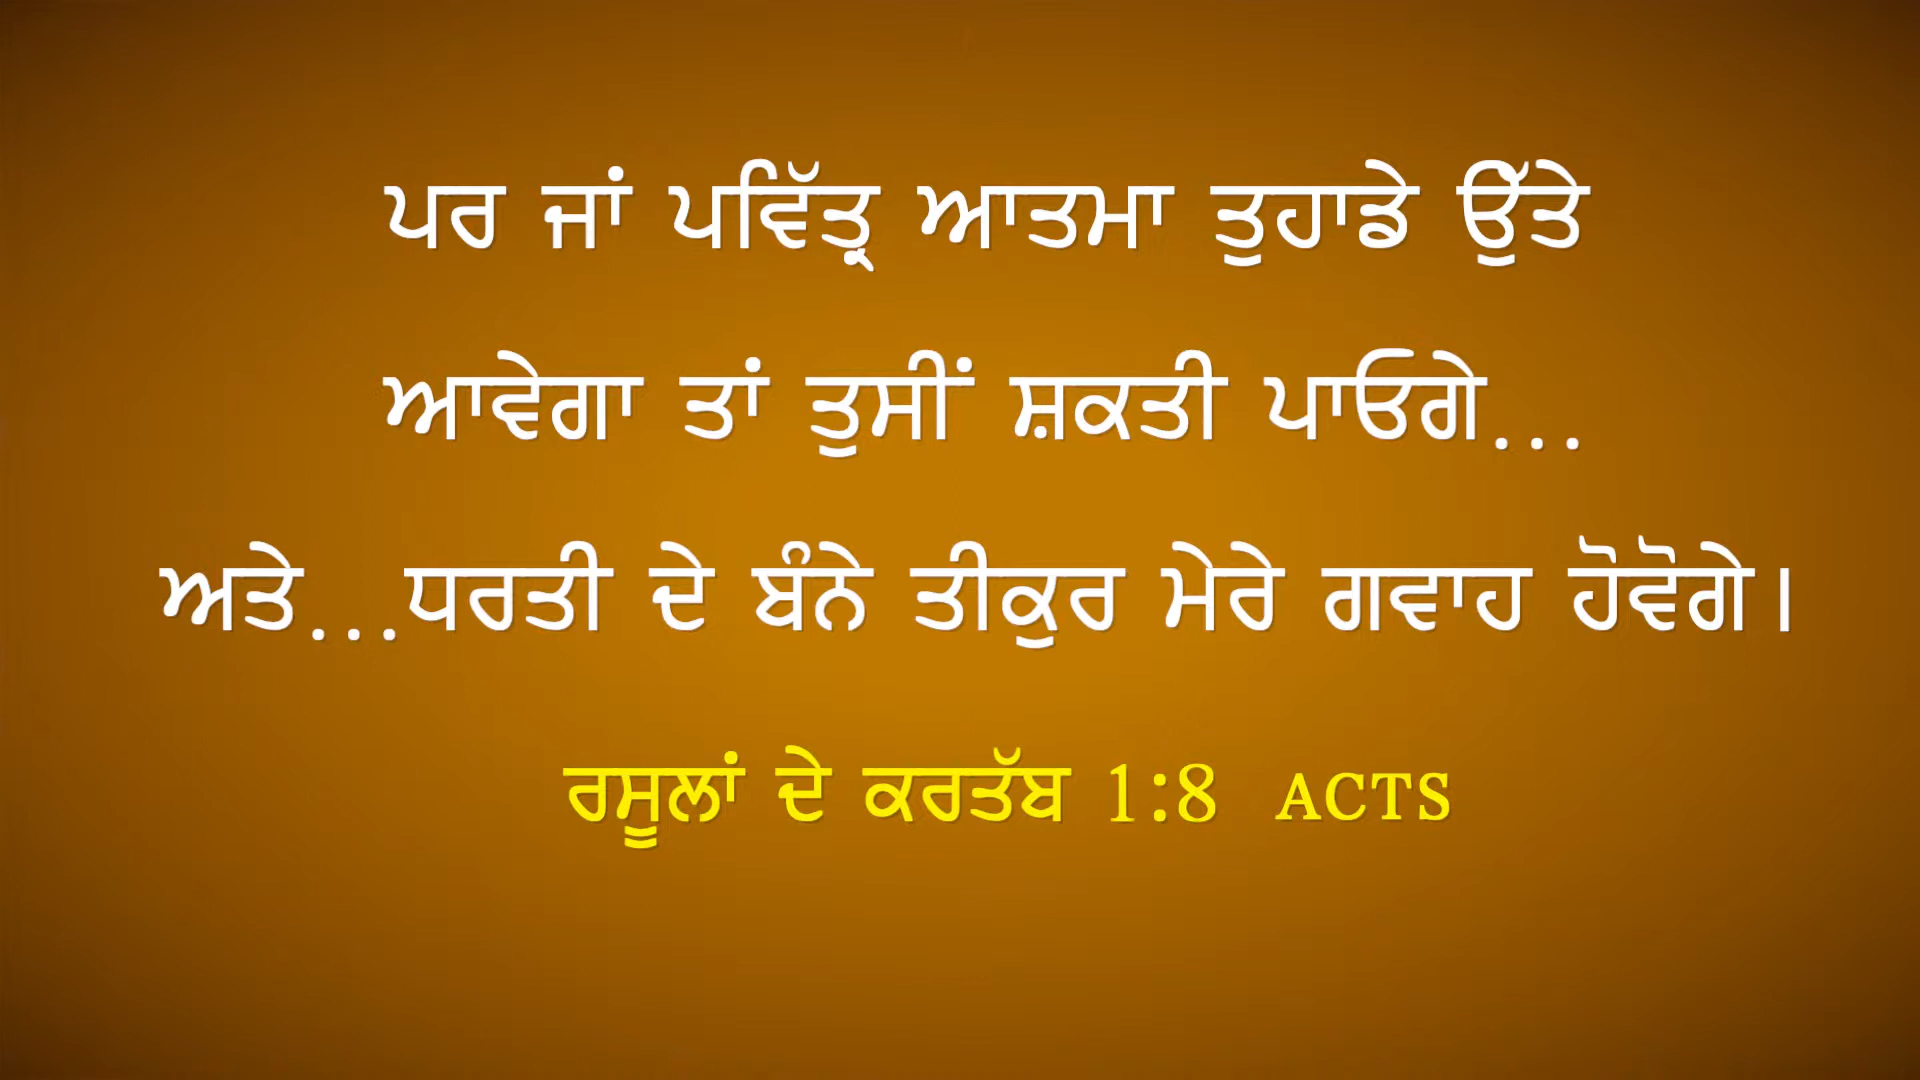 ਪਰ ਜਾਂ ਪਵਿੱਤ੍ਰ ਆਤਮਾ ਤੁਹਾਡੇ ਉੱਤੇ
ਆਵੇਗਾ ਤਾਂ ਤੁਸੀਂ ਸ਼ਕਤੀ ਪਾਓਗੇ...
ਅਤੇ...ਧਰਤੀ ਦੇ ਬੰਨੇ ਤੀਕੁਰ ਮੇਰੇ ਗਵਾਹ ਹੋਵੋਗੇ।
ਰਸੂਲਾਂ ਦੇ ਕਰਤੱਬ 1:8 ACTS